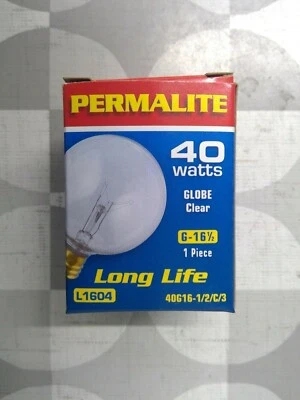 PERMALITE
40
watts
GLOBE
Clear
G-16½
1 Piece
Long Life
L1604
40G16-1/2/C/3